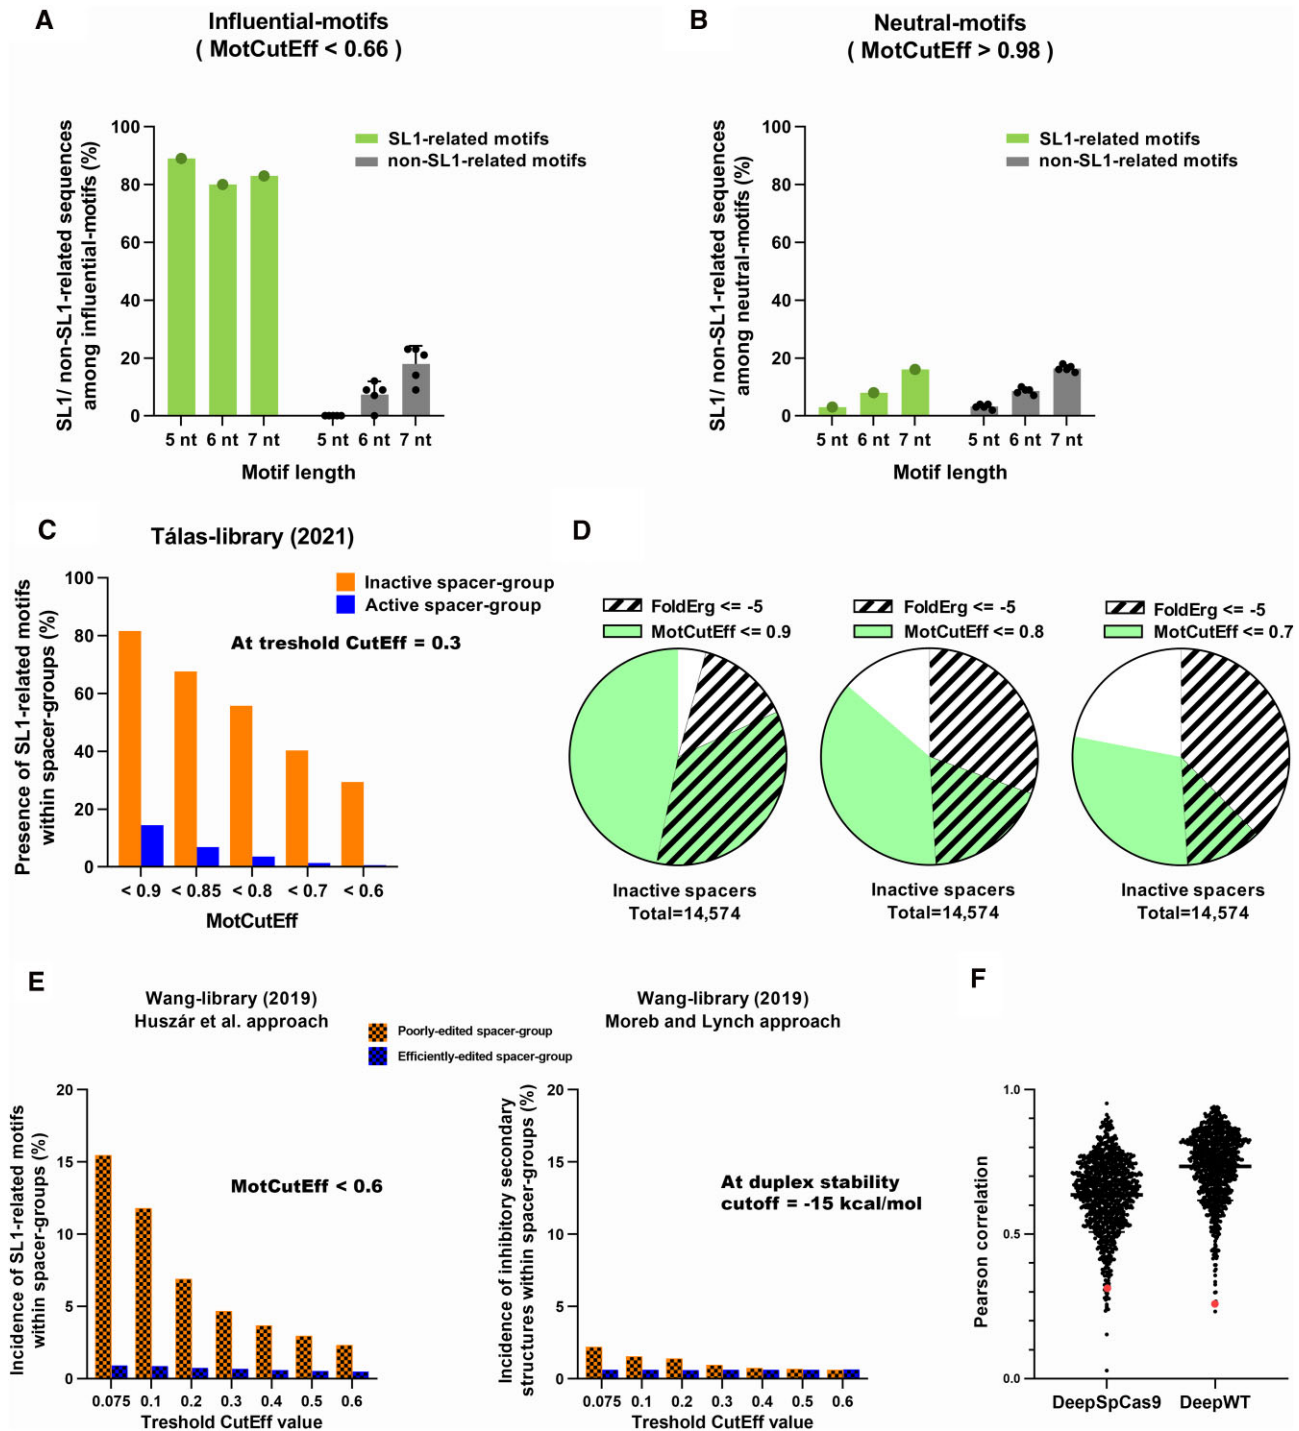 A
Influential-motifs
( MotCutEff < 0.66 )
SL1/ non-SL1-related sequences
among influential-motifs (%)
100
80
60
40
20
0
SL1-related motifs
non-SL1-related motifs
5 nt 6 nt 7 nt 5 nt 6 nt 7 nt
Motif length
B
Neutral-motifs
( MotCutEff > 0.98 )
SL1/ non-SL1-related sequences
among neutral-motifs (%)
100
80
60
40
20
0
SL1-related motifs
non-SL1-related motifs
5 nt 6 nt 7 nt 5 nt 6 nt 7 nt
Motif length
C
Tálas-library (2021)
Presence of SL1-related motifs
within spacer-groups (%)
100
80
60
40
20
0
Inactive spacer-group
Active spacer-group
At treshold CutEff = 0.3
< 0.9 < 0.85 < 0.8 < 0.7 < 0.6
MotCutEff
D
FoldErg <= -5
MotCutEff <= 0.9
Inactive spacers
Total=14,574
FoldErg <= -5
MotCutEff <= 0.8
Inactive spacers
Total=14,574
FoldErg <= -5
MotCutEff <= 0.7
Inactive spacers
Total=14,574
E
Wang-library (2019)
Huszár et al. approach
Poorly-edited spacer-group
Efficiently-edited spacer-group
Incidence of SL1-related motifs
within spacer-groups (%)
20
15
10
5
0
MotCutEff < 0.6
0.075 0.1 0.2 0.3 0.4 0.5 0.6
Treshold CutEff value
Wang-library (2019)
Moreb and Lynch approach
Incidence of inhibitory secondary
structures within spacer-groups (%)
20
15
10
5
0
At duplex stability
cutoff = -15 kcal/mol
0.075 0.1 0.2 0.3 0.4 0.5 0.6
Treshold CutEff value
F
Pearson correlation
1.0
0.5
0.0
DeepSpCas9 DeepWT